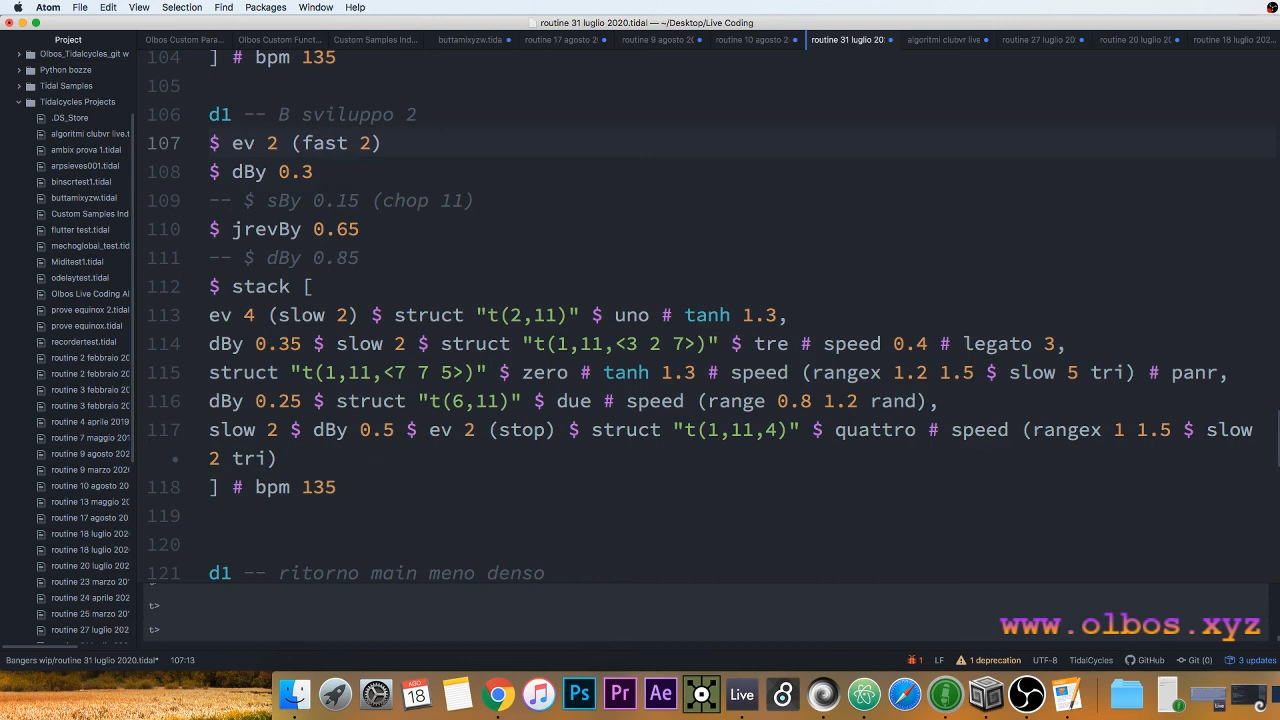 Atom File Edit View Selection Find Packages Window Help
routine 31 luglio 2020.tidal — ~/Desktop/Live Coding
Project
Olbos Custom Para...
Olbos Custom Funct...
Custom Samples Ind...
buttamixyzw.tidal
routine 17 agosto 20
routine 9 agosto 20
routine 10 agosto 2
routine 31 luglio 202
algoritmi clubvr live
routine 27 luglio 20
routine 20 luglio 20
routine 18 luglio 202...
Olbos_Tidalcycles_git w
Python bozze
Tidal Samples
Tidalcycles Projects
.DS_Store
algoritmi clubvr live.t
ambix prova 1.tidal
arpsieves001.tidal
binscrtest1.tidal
buttamixyzw.tidal
Custom Samples Ind
flutter test.tidal
mechoglobal_test.tidal
Miditest1.tidal
odelaytest.tidal
Olbos Live Coding Al
prove equinox 2.tidal
prove equinox.tidal
recordertest.tidal
routine 2 febbraio 20
routine 2 febbraio 20
routine 3 febbraio 20
routine 3 febbraio 20
routine 4 aprile 2019
routine 7 maggio 201
routine 9 agosto 202
routine 9 marzo 202
routine 10 agosto 20
routine 13 maggio 20
routine 17 agosto 20
routine 18 luglio 202
routine 18 luglio 202
routine 20 luglio 202
routine 23 marzo 20
routine 24 aprile 202
routine 25 marzo 20
routine 27 luglio 202
104 ] # bpm 135
105
106 d1 -- B sviluppo 2
107 $ ev 2 (fast 2)
108 $ dBy 0.3
109 -- $ sBy 0.15 (chop 11)
110 $ jrevBy 0.65
111 -- $ dBy 0.85
112 $ stack [
113 ev 4 (slow 2) $ struct "t(2,11)" $ uno # tanh 1.3,
114 dBy 0.35 $ slow 2 $ struct "t(1,11,<3 2 7>)" $ tre # speed 0.4 # legato 3,
115 struct "t(1,11,<7 7 5>)" $ zero # tanh 1.3 # speed (rangex 1.2 1.5 $ slow 5 tri) # panr,
116 dBy 0.25 $ struct "t(6,11)" $ due # speed (range 0.8 1.2 rand),
117 slow 2 $ dBy 0.5 $ ev 2 (stop) $ struct "t(1,11,4)" $ quattro # speed (rangex 1 1.5 $ slow
• 2 tri)
118 ] # bpm 135
119
120
121 d1 -- ritorno main meno denso
t>
t>
www.olbos.xyz
Bangers wip/routine 31 luglio 2020.tidal* 107:13
1 LF 1 deprecation UTF-8 TidalCycles GitHub Git (0) 3 updates
AUG
18
Ps
Pr
Ae
Live